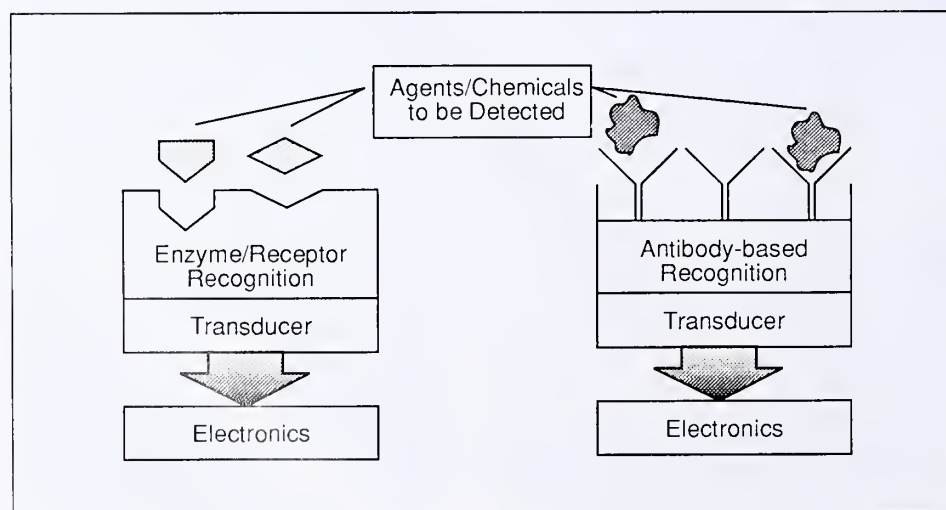 Agents/Chemicals
to be Detected
Enzyme/Receptor
Recognition
Transducer
Electronics
Antibody-based
Recognition
Transducer
Electronics